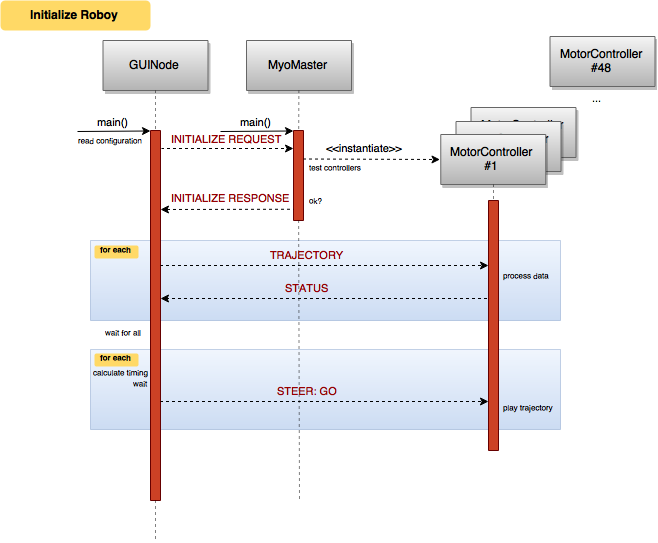 Initialize Roboy
GUINode
MyoMaster
MotorController
#48
...
MotorController
MotorController
#1
main()
read configuration
main()
INITIALIZE REQUEST
<<instantiate>>
test controllers
INITIALIZE RESPONSE
ok?
for each
TRAJECTORY
process data
STATUS
wait for all
for each
calculate timing
wait
STEER: GO
play trajectory